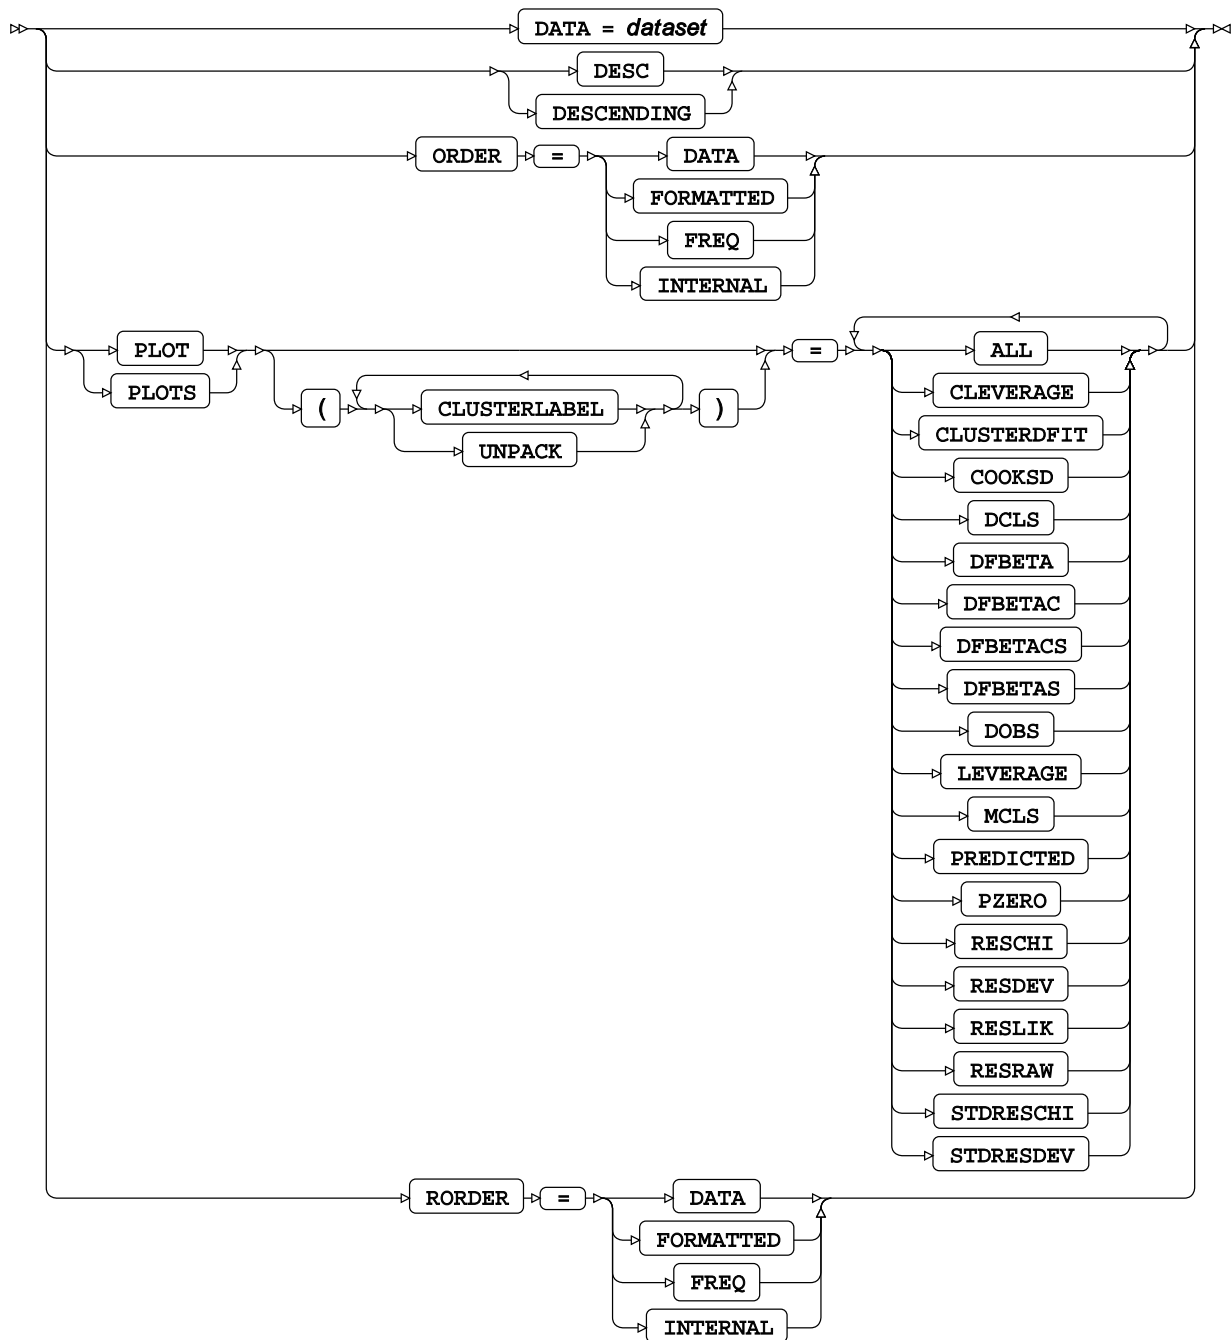 DATA = dataset
DESC
DESCENDING
ORDER = DATA
FORMATTED
FREQ
INTERNAL
PLOT = ALL
PLOTS ( CLUSTERLABEL ) CLEVERAGE
UNPACK CLUSTERDFIT
COOKSD
DCLS
DFBETA
DFBETAC
DFBETACS
DFBETAS
DOBS
LEVERAGE
MCLS
PREDICTED
PZERO
RESCHI
RESDEV
RESLIK
RESRAW
STDRESCHI
STDRESDEV
RORDER = DATA
FORMATTED
FREQ
INTERNAL